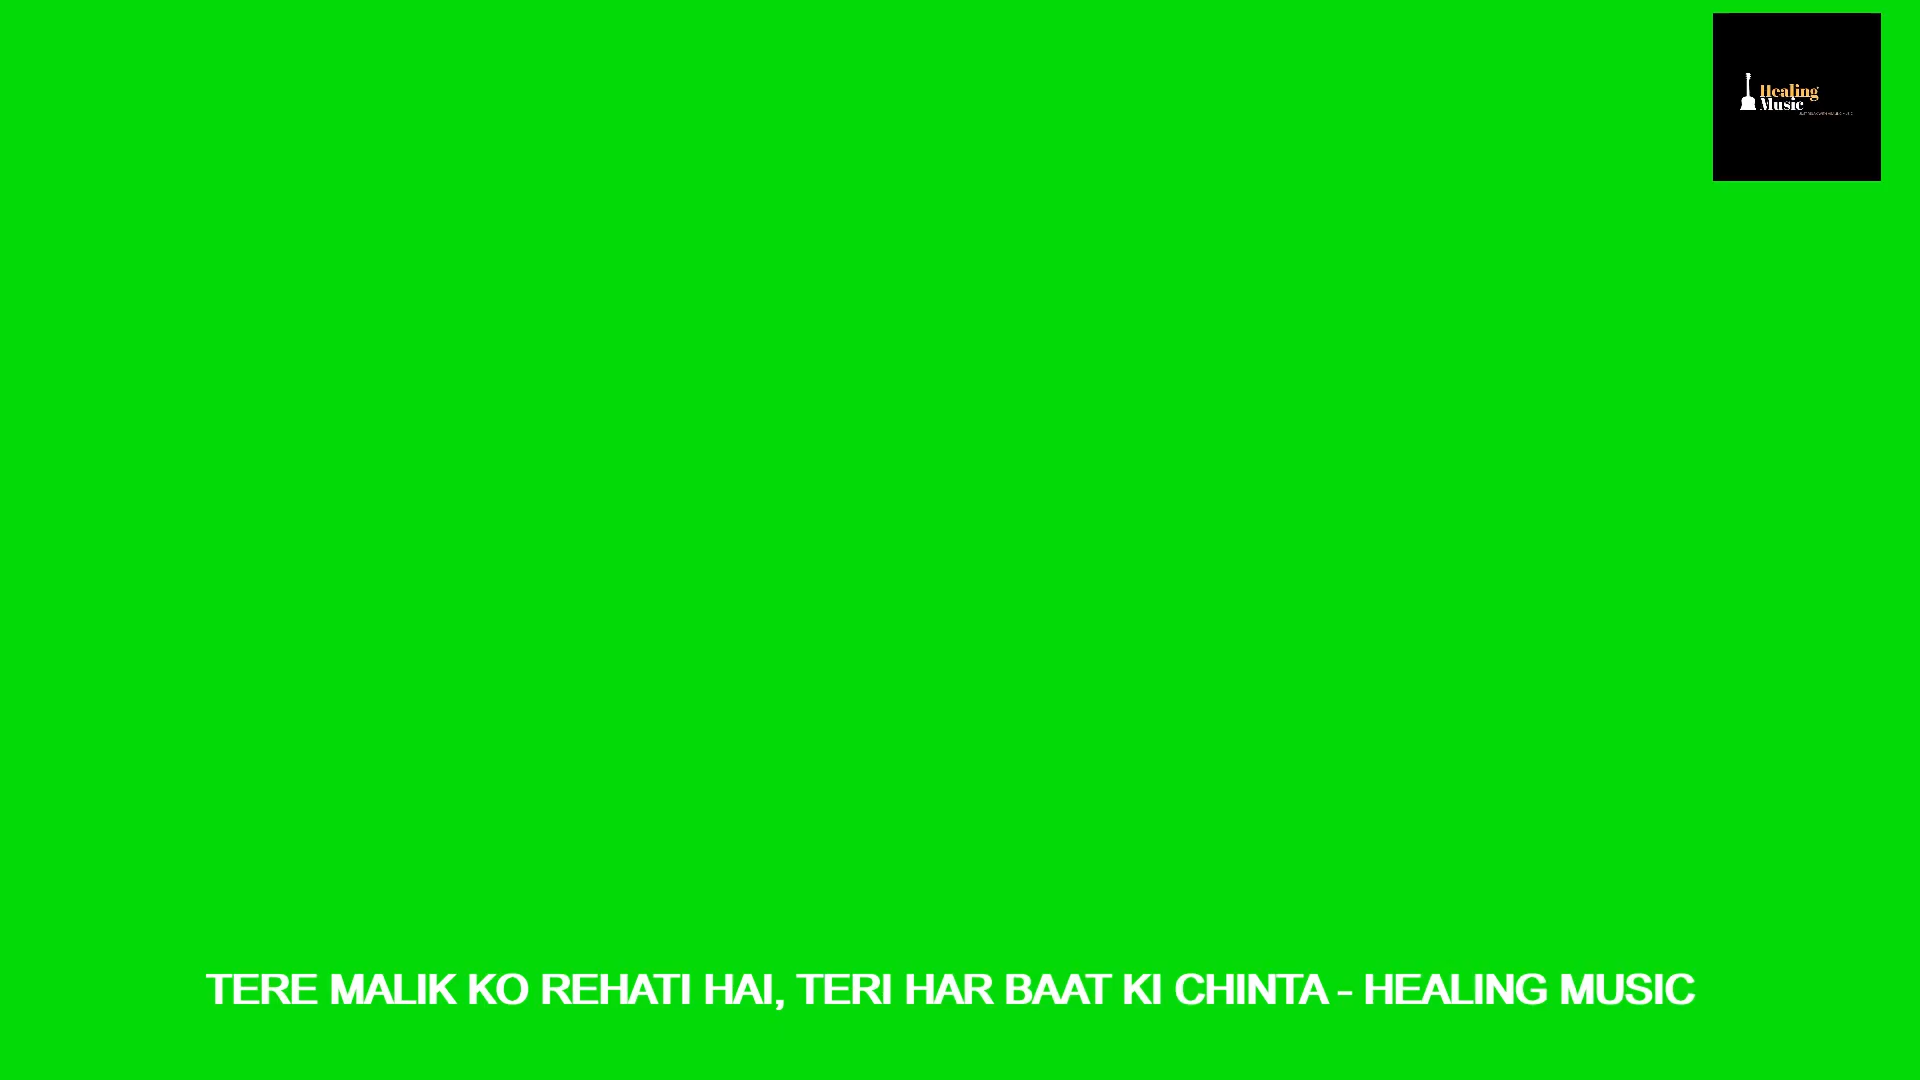 Healing
Music
TERE MALIK KO REHATI HAI, TERI HAR BAAT KI CHINTA - HEALING MUSIC